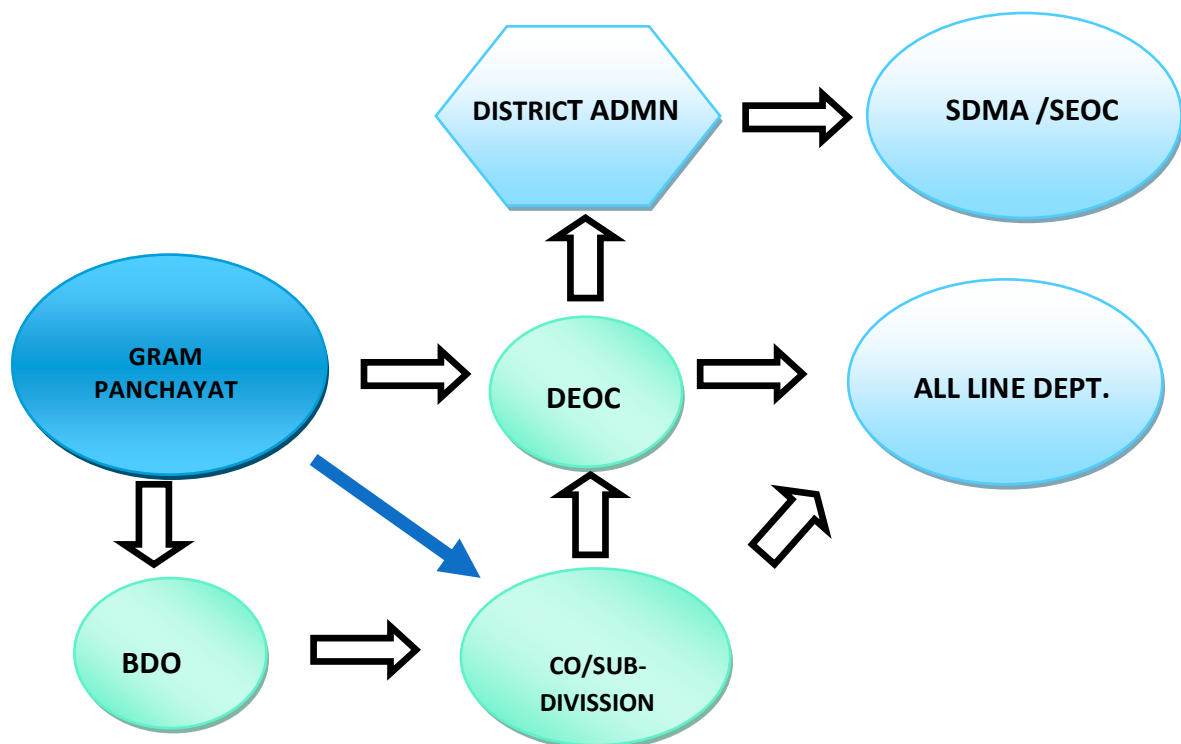 DISTRICT ADMN
SDMA /SEOC
GRAM
PANCHAYAT
DEOC
ALL LINE DEPT.
BDO
CO/SUB-
DIVISSION